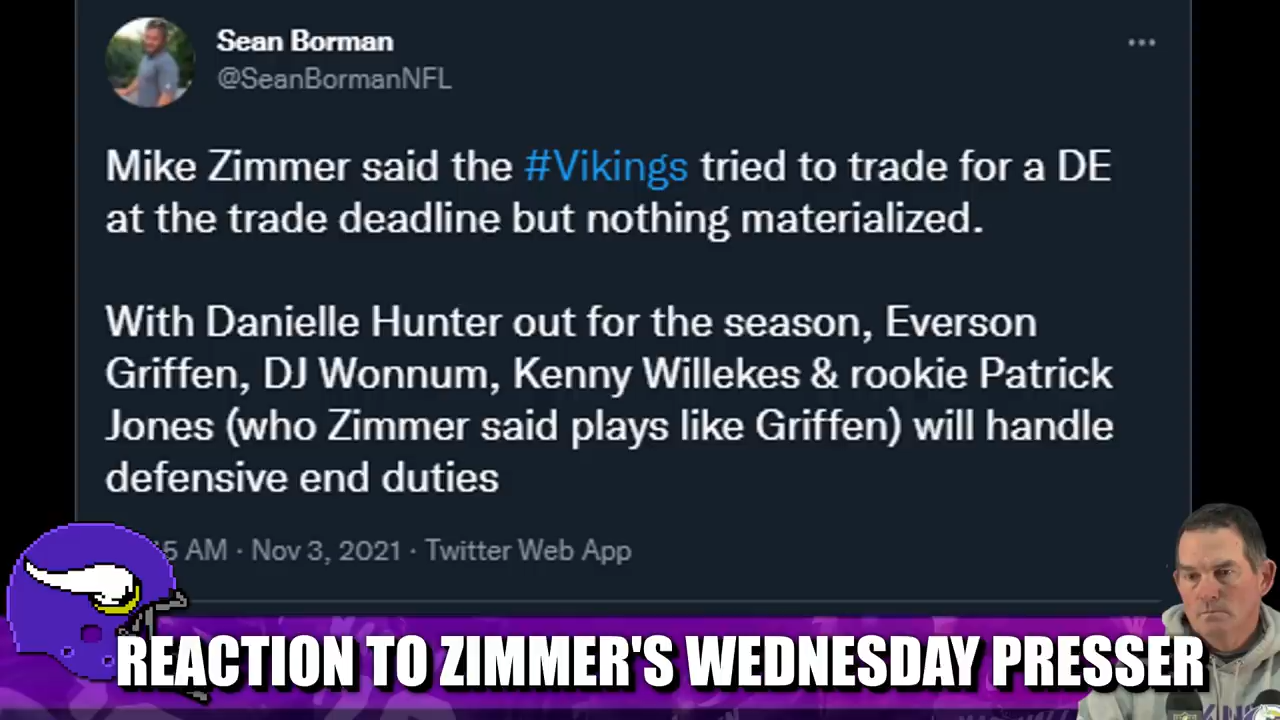 Sean Borman
@SeanBormanNFL
Mike Zimmer said the #Vikings tried to trade for a DE
at the trade deadline but nothing materialized.
With Danielle Hunter out for the season, Everson
Griffen, DJ Wonnum, Kenny Willekes & rookie Patrick
Jones (who Zimmer said plays like Griffen) will handle
defensive end duties
5 AM · Nov 3, 2021 · Twitter Web App
REACTION TO ZIMMER'S WEDNESDAY PRESSER